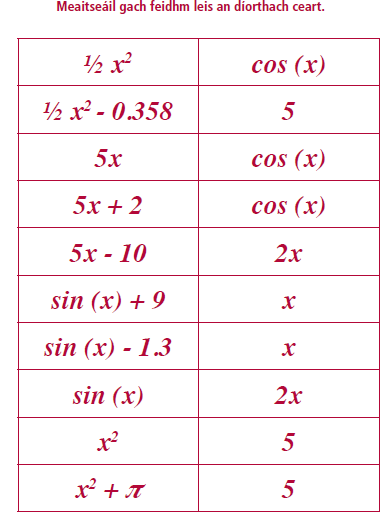 Meaitseáil gach feidhm leis an díorthach ceart.
½ x² cos (x)
½ x² - 0.358 5
5x cos (x)
5x + 2 cos (x)
5x - 10 2x
sin (x) + 9 x
sin (x) - 1.3 x
sin (x) 2x
x² 5
x² + π 5